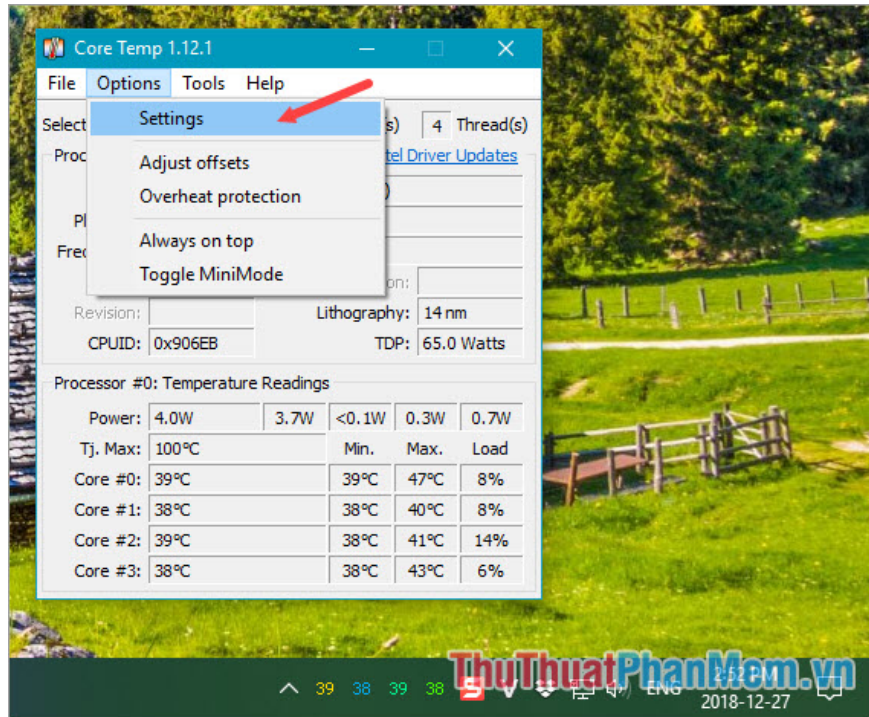 Core Temp 1.12.1
File Options Tools Help
Select s) 4 Thread(s)
Settings
Proc tel Driver Updates
Adjust offsets
)
Overheat protection
Pl
Always on top
Freq
Toggle MiniMode
on:
Revision: Lithography: 14 nm
CPUID: 0x906EB TDP: 65.0 Watts
Processor #0: Temperature Readings
Power: 4.0W 3.7W <0.1W 0.3W 0.7W
Tj. Max: 100°C Min. Max. Load
Core #0: 39°C 39°C 47°C 8%
Core #1: 38°C 38°C 40°C 8%
Core #2: 39°C 38°C 41°C 14%
Core #3: 38°C 38°C 43°C 6%
ThuThuatPhanMem.vn
39 38 39 38 S V ENG 2:52 PM
2018-12-27